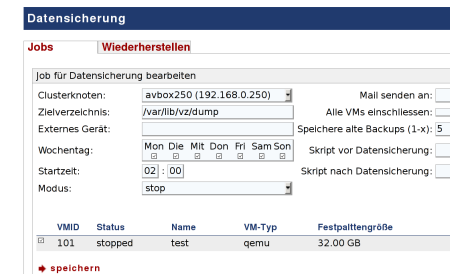 Datensicherung
Jobs Wiederherstellen
Job für Datensicherung bearbeiten
Clusterknoten: avbox250 (192.168.0.250) Mail senden an:
Zielverzeichnis: /var/lib/vz/dump Alle VMs einschliessen:
Externes Gerät: Speichere alte Backups (1-x): 5
Wochentag: Mon Die Mit Don Fri Sam Son Skript vor Datensicherung:
Startzeit: 02 : 00 Skript nach Datensicherung:
Modus: stop
VMID Status Name VM-Typ Festpalttengröße
101 stopped test qemu 32.00 GB
speichern